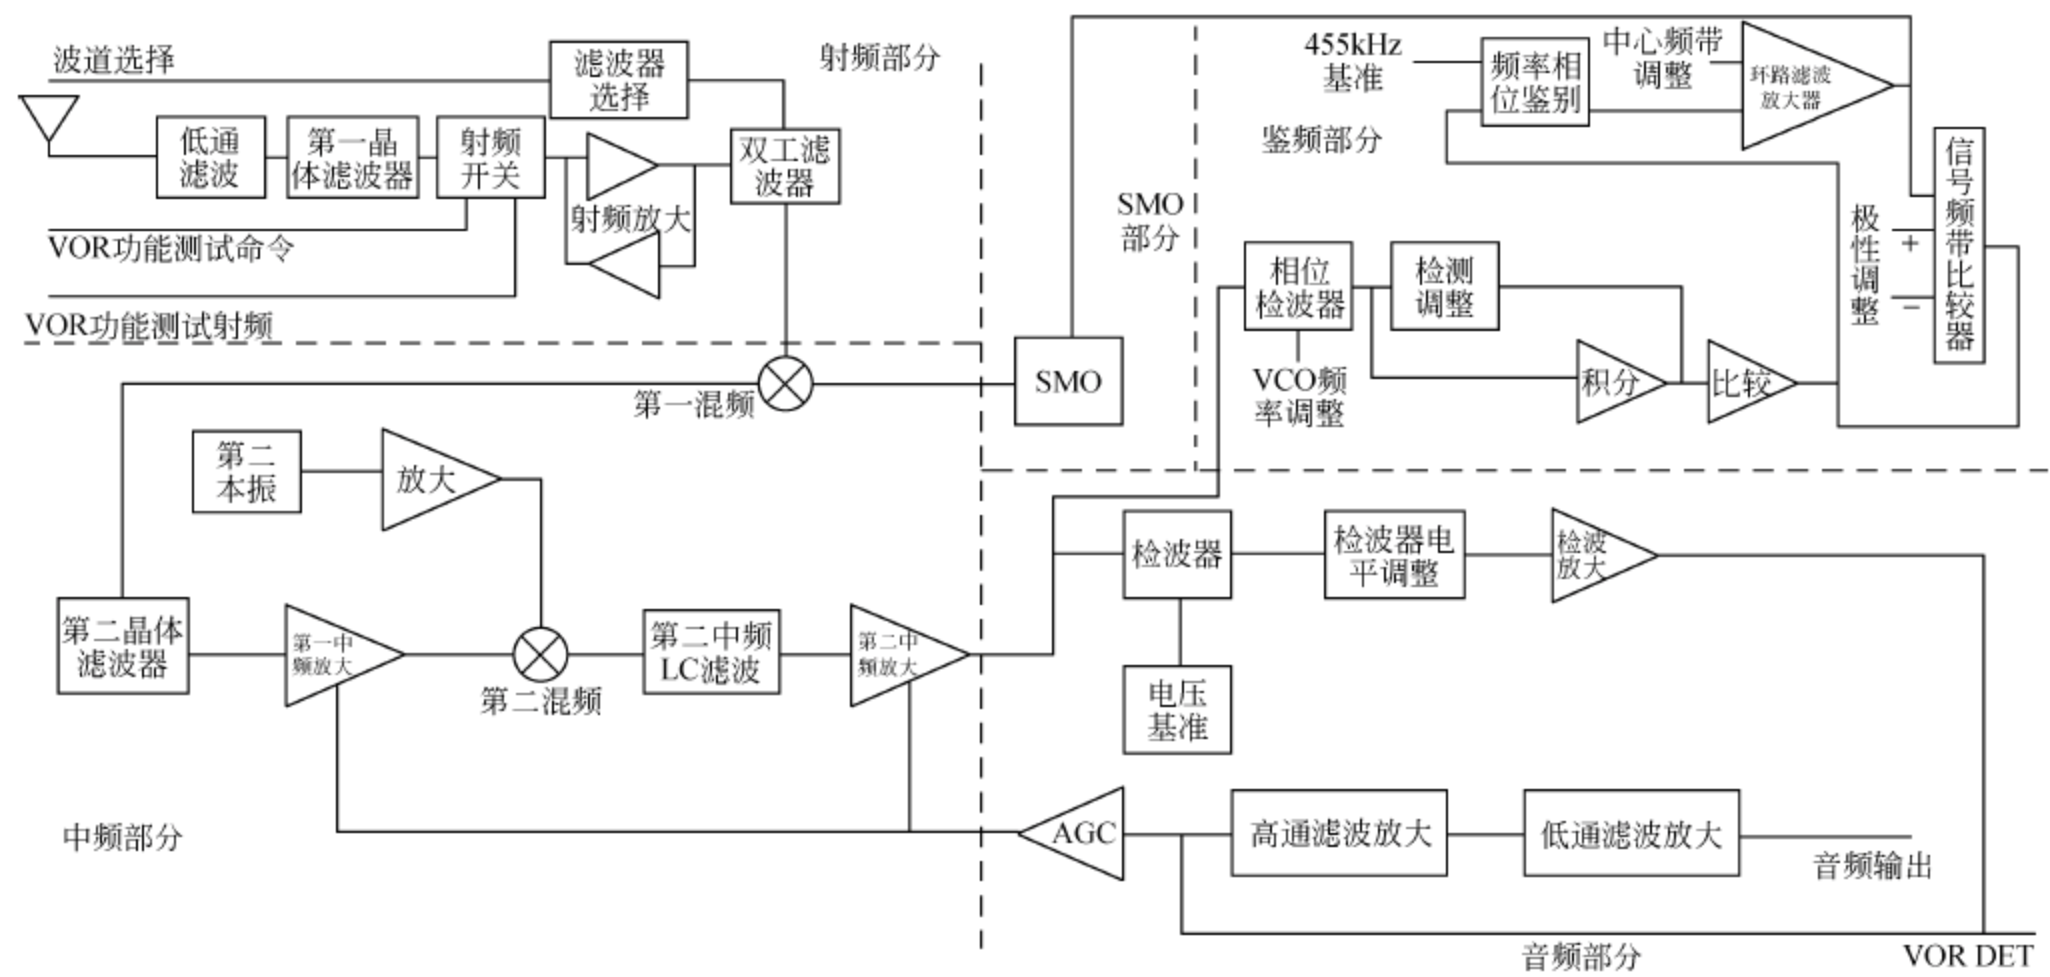 波道选择
滤波器
选择
射频部分
低通
滤波
第一晶
体滤波器
射频
开关
射频放大
双工滤
波器
VOR功能测试命令
VOR功能测试射频
455kHz
基准
频率相
位鉴别
中心频带
调整
环路滤波
放大器
鉴频部分
SMO
部分
信号频带比较器
极性调整
+
−
相位
检波器
检测
调整
VCO频
率调整
积分
比较
第一混频
SMO
第二
本振
放大
第二晶体
滤波器
第一中
频放大
第二混频
第二中频
LC滤波
第二中
频放大
检波器
检波器电
平调整
检波
放大
电压
基准
中频部分
AGC
高通滤波放大
低通滤波放大
音频输出
音频部分
VOR DET